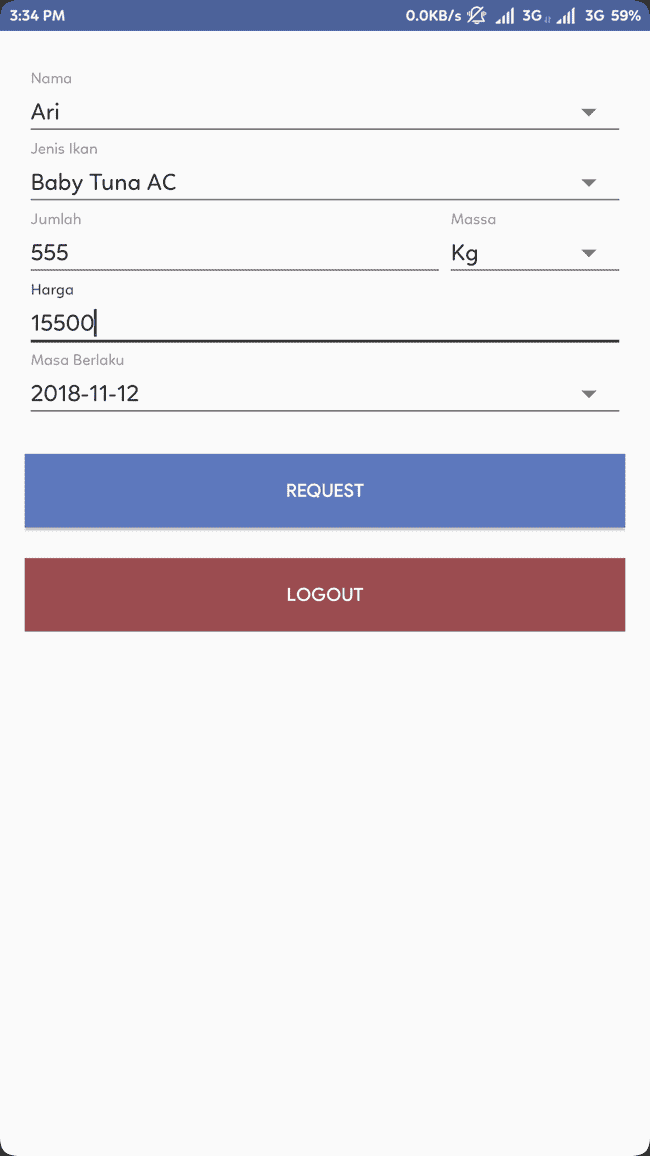 3:34 PM 0.0KB/s 3G 3G 59%
Nama
Ari
Jenis Ikan
Baby Tuna AC
Jumlah Massa
555 Kg
Harga
15500
Masa Berlaku
2018-11-12
REQUEST
LOGOUT